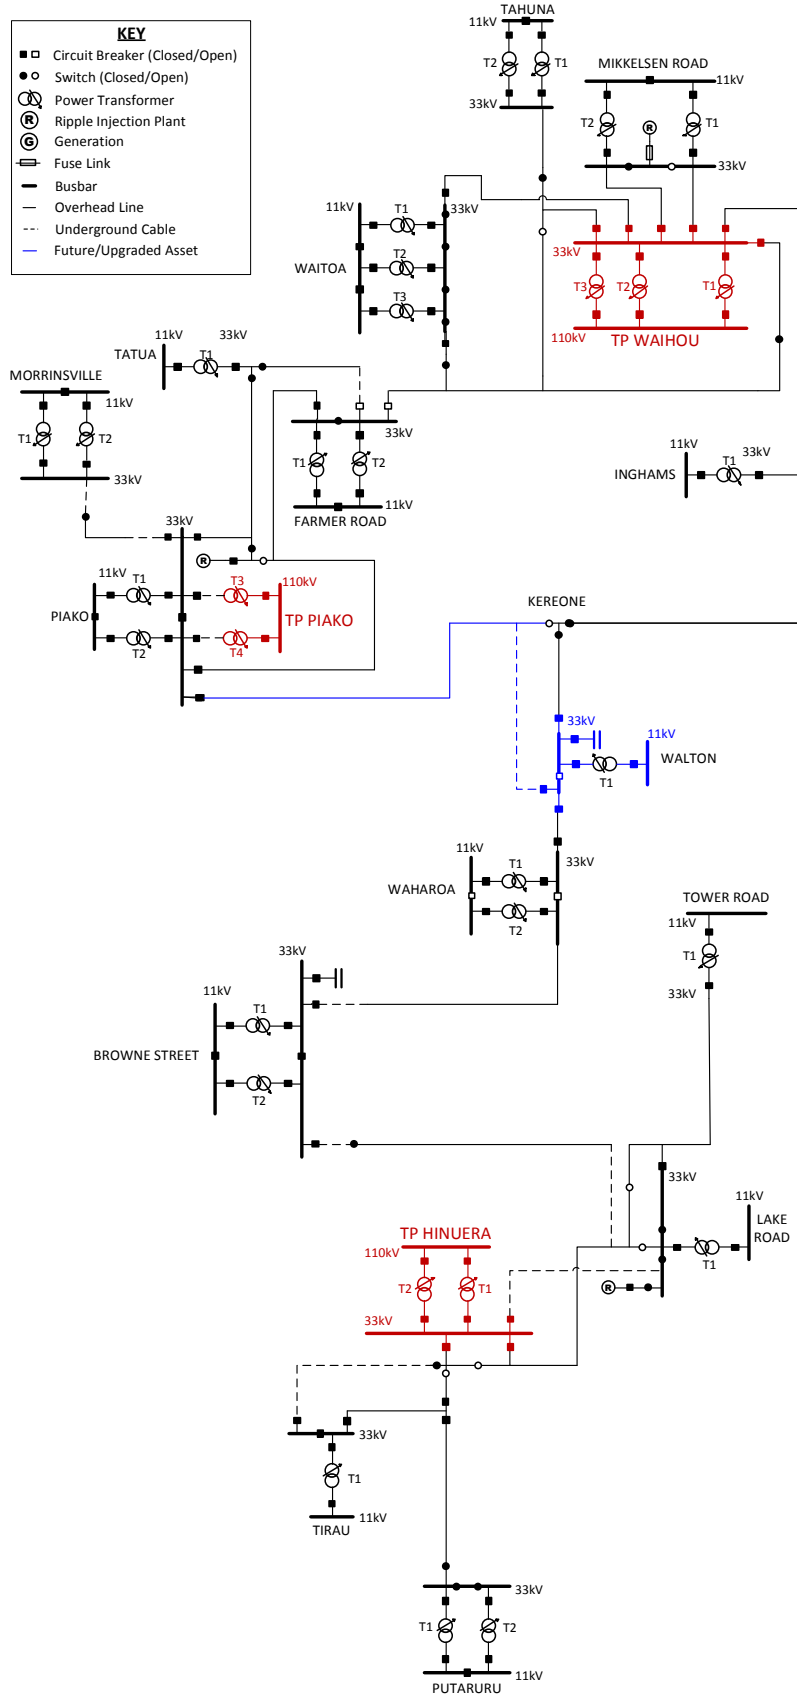 KEY
Circuit Breaker (Closed/Open)
Switch (Closed/Open)
Power Transformer
R Ripple Injection Plant
G Generation
Fuse Link
Busbar
Overhead Line
Underground Cable
Future/Upgraded Asset
TAHUNA
11kV
T2 T1
33kV
MIKKELSEN ROAD
11kV
T2 R T1
33kV
11kV T1 33kV
WAITOA T2
T3
33kV
T3 T2 T1
110kV
TP WAIHOU
11kV 33kV
TATUA T1
MORRINSVILLE
11kV
T1 T2
33kV
33kV
T1 T2
11kV
FARMER ROAD
11kV 33kV
T1
INGHAMS
33kV
R
11kV T1 T3 110kV
PIAKO TP PIAKO
T2 T4
KEREONE
33kV
11kV
WALTON
T1
11kV T1 33kV
WAHAROA
T2
TOWER ROAD
11kV
T1
33kV
33kV
11kV
T1
BROWNE STREET
T2
33kV
11kV
LAKE
ROAD
T1
R
TP HINUERA
110kV
T2 T1
33kV
33kV
T1
11kV
TIRAU
33kV
T1 T2
11kV
PUTARURU